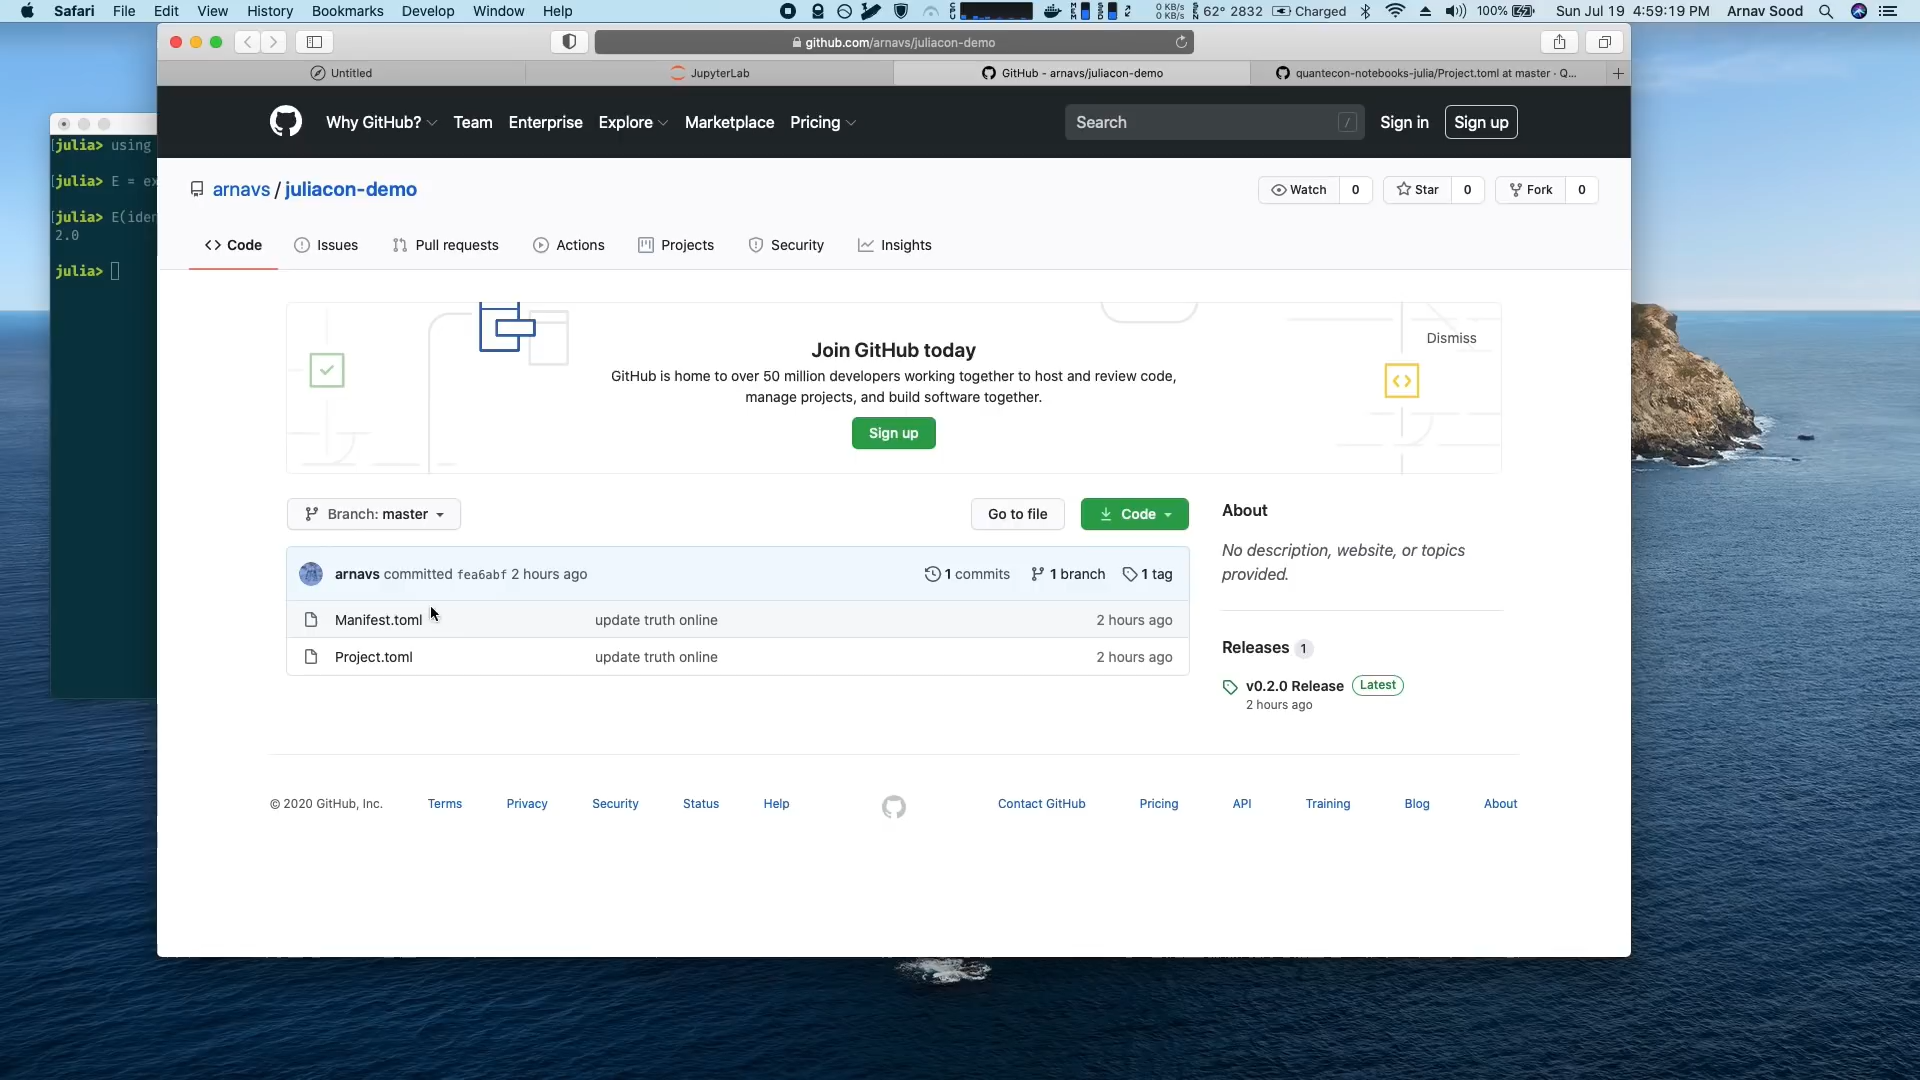 Safari File Edit View History Bookmarks Develop Window Help
0 KB/s
0 KB/s
62° 2832 Charged 100% Sun Jul 19 4:59:19 PM Arnav Sood
github.com/arnavs/juliacon-demo
Untitled JupyterLab GitHub - arnavs/juliacon-demo quantecon-notebooks-julia/Project.toml at master · Q...
julia> using
julia> E = ex
julia> E(iden
2.0
julia>
Why GitHub? Team Enterprise Explore Marketplace Pricing Search / Sign in Sign up
arnavs / juliacon-demo Watch 0 Star 0 Fork 0
Code Issues Pull requests Actions Projects Security Insights
Dismiss
Join GitHub today
GitHub is home to over 50 million developers working together to host and review code,
manage projects, and build software together.
Sign up
Branch: master Go to file Code
arnavs committed fea6abf 2 hours ago 1 commits 1 branch 1 tag
Manifest.toml update truth online 2 hours ago
Project.toml update truth online 2 hours ago
About
No description, website, or topics
provided.
Releases 1
v0.2.0 Release Latest
2 hours ago
© 2020 GitHub, Inc. Terms Privacy Security Status Help Contact GitHub Pricing API Training Blog About